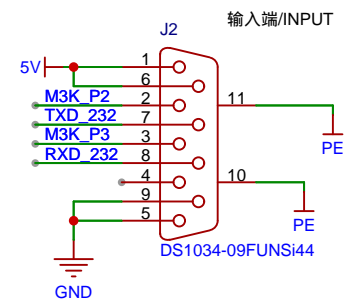 输入端/INPUT
J2
5V
1
6
M3K_P2
2
11
TXD_232
7
M3K_P3
3
PE
RXD_232
8
4
10
9
5
PE
DS1034-09FUNSi44
GND